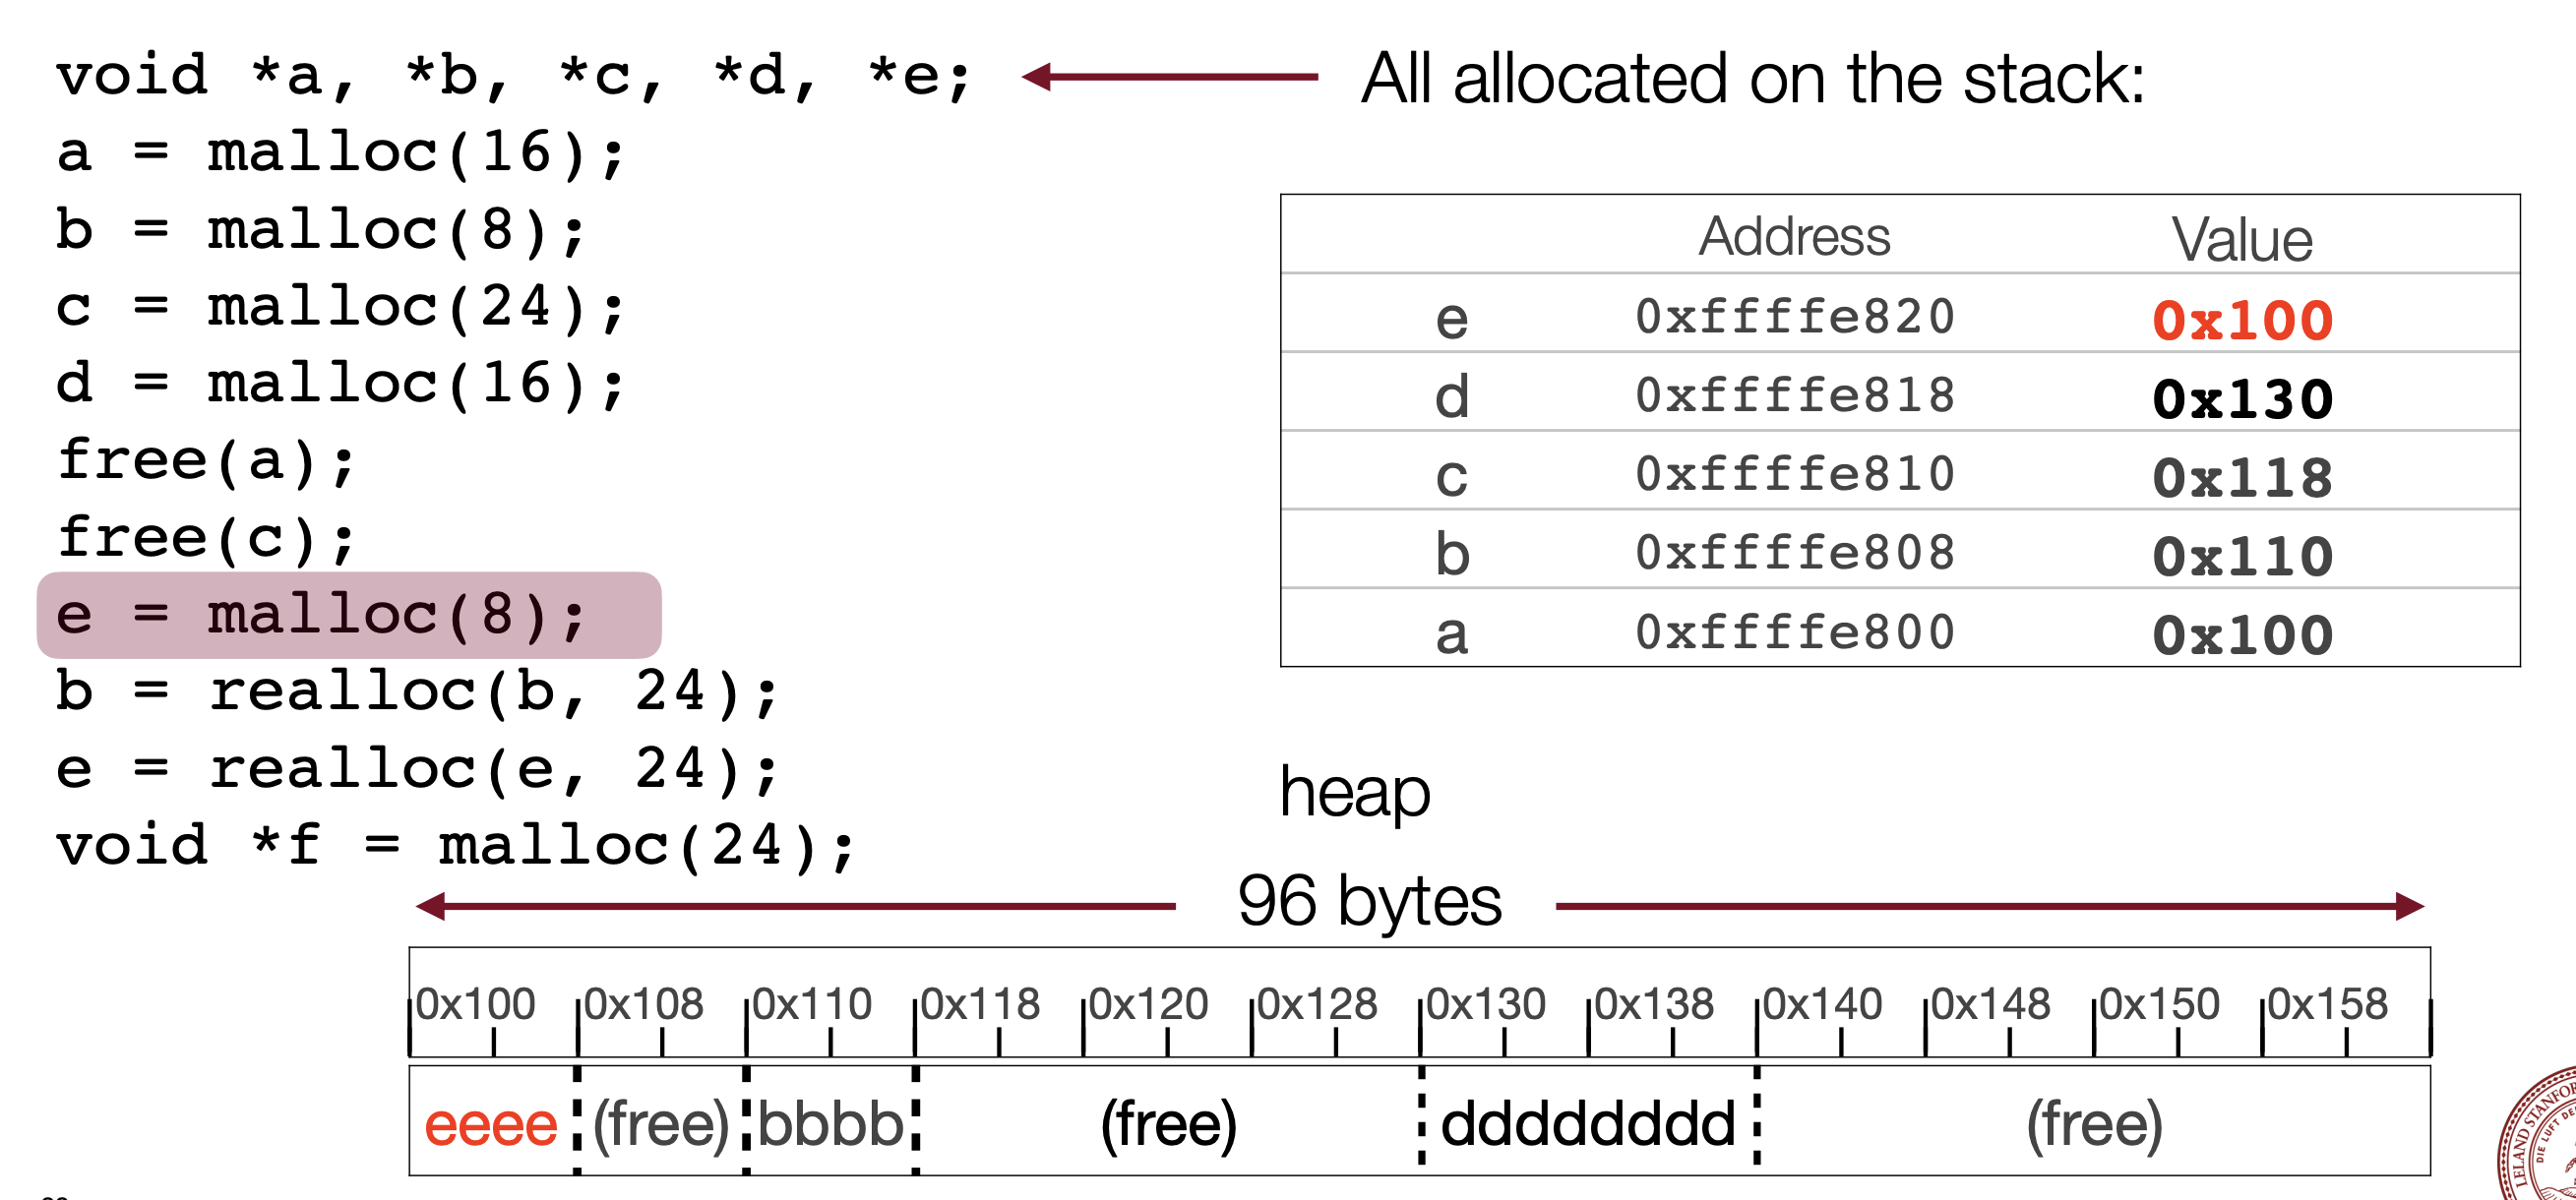 void *a, *b, *c, *d, *e;
All allocated on the stack:
a = malloc(16);
b = malloc(8);
c = malloc(24);
d = malloc(16);
free(a);
free(c);
e = malloc(8);
b = realloc(b, 24);
e = realloc(e, 24);
void *f = malloc(24);
Address Value
e 0xffffe820 0x100
d 0xffffe818 0x130
c 0xffffe810 0x118
b 0xffffe808 0x110
a 0xffffe800 0x100
heap
96 bytes
0x100 0x108 0x110 0x118 0x120 0x128 0x130 0x138 0x140 0x148 0x150 0x158
eeee (free) bbbb (free) dddddddd (free)